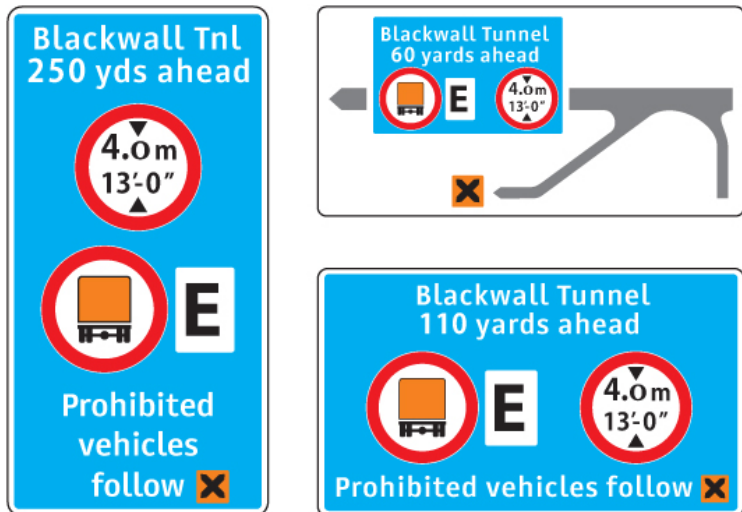 Blackwall Tnl
250 yds ahead
4.0m
13'-0"
E
Prohibited
vehicles
follow
Blackwall Tunnel
60 yards ahead
E
4.0m
13'-0"
Blackwall Tunnel
110 yards ahead
E
4.0m
13'-0"
Prohibited vehicles follow